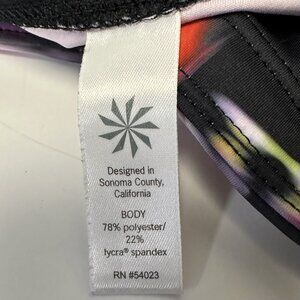 Designed in
Sonoma County,
California
BODY
78% polyester/
22%
lycra® spandex
RN #54023